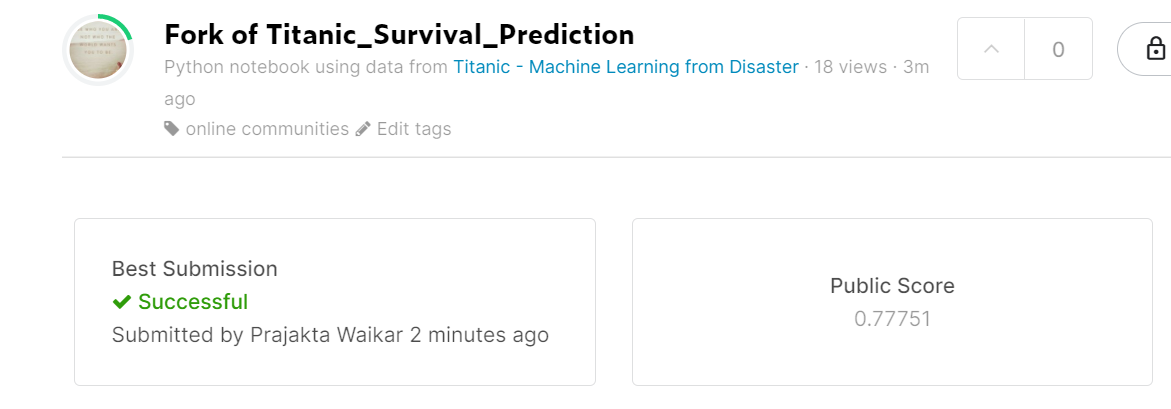 Fork of Titanic_Survival_Prediction
Python notebook using data from Titanic - Machine Learning from Disaster · 18 views · 3m
ago
online communities Edit tags
0
Best Submission
Successful
Submitted by Prajakta Waikar 2 minutes ago
Public Score
0.77751